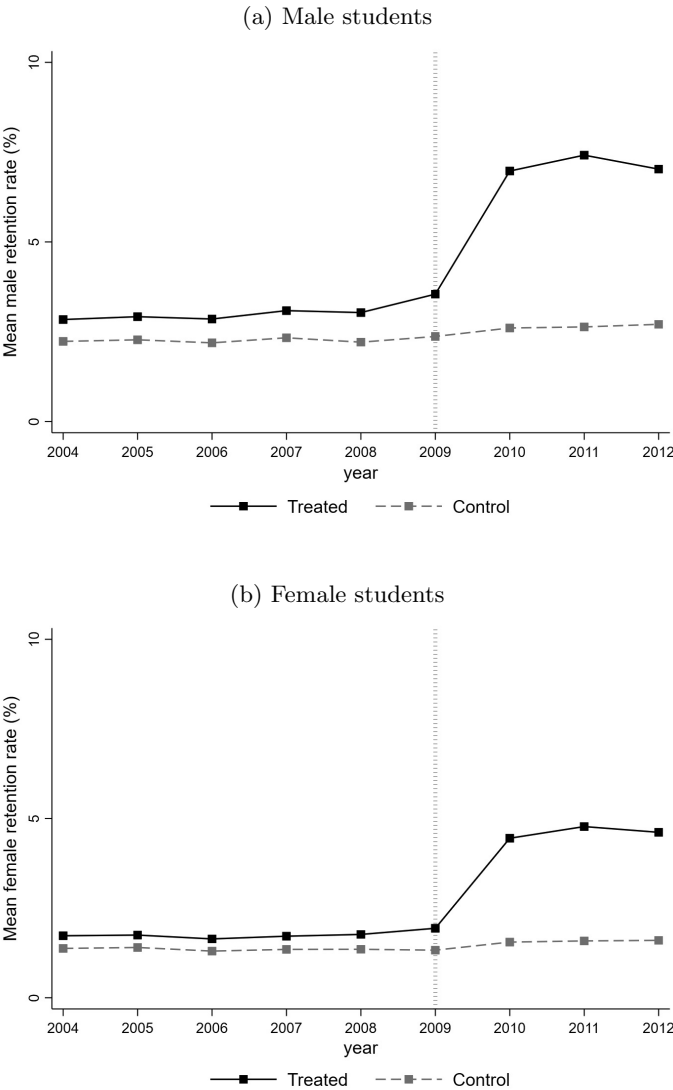 (a) Male students
Mean male retention rate (%)
10
5
0
2004 2005 2006 2007 2008 2009 2010 2011 2012
year
Treated Control
(b) Female students
Mean female retention rate (%)
10
5
0
2004 2005 2006 2007 2008 2009 2010 2011 2012
year
Treated Control